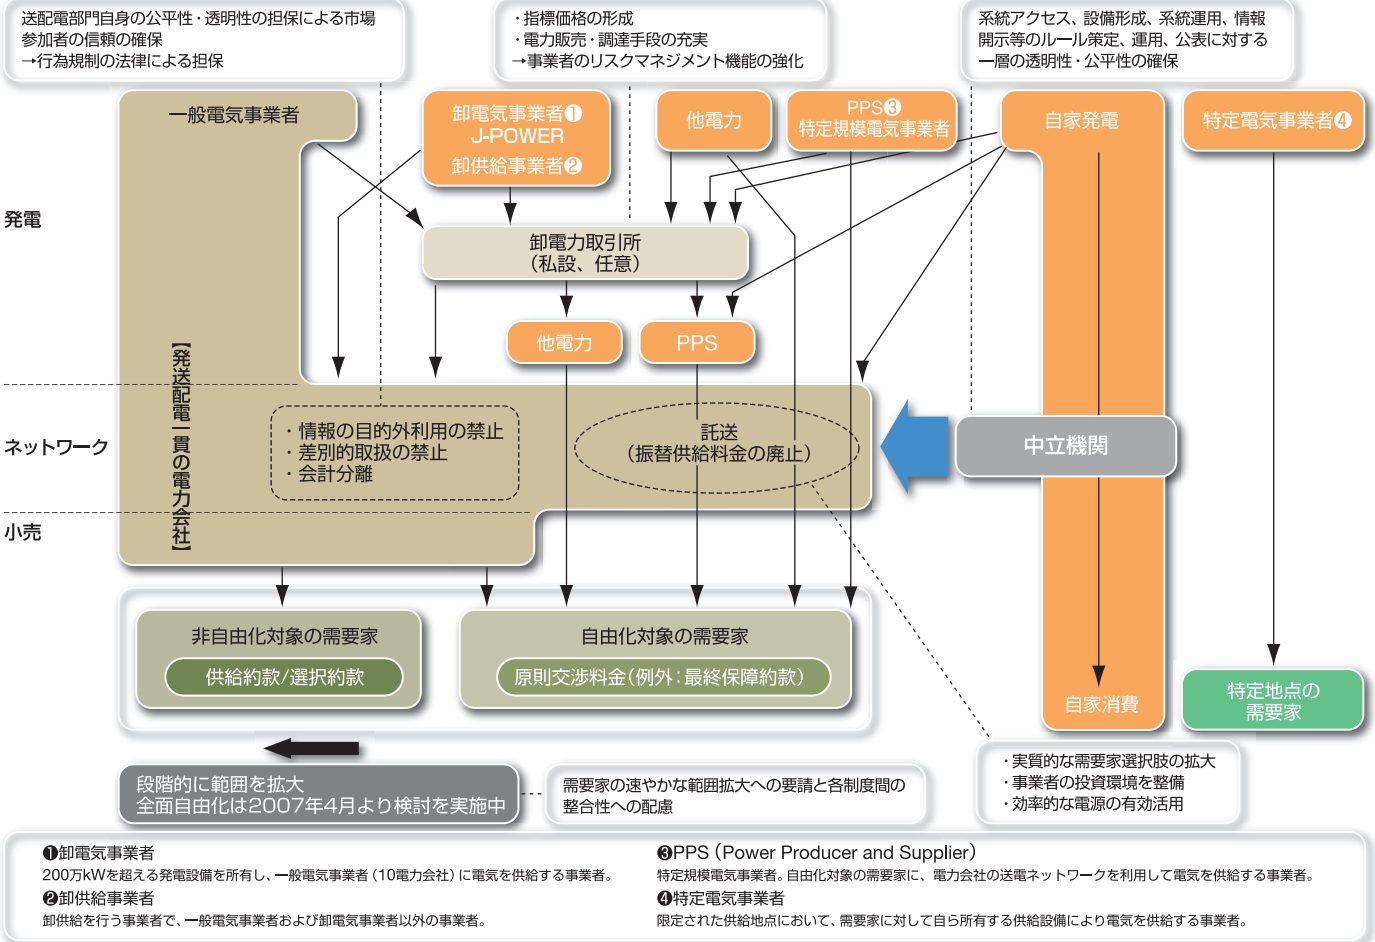 送配電部門自身の公平性・透明性の担保による市場
参加者の信頼の確保
→行為規制の法律による担保
・指標価格の形成
・電力販売・調達手段の充実
→事業者のリスクマネジメント機能の強化
系統アクセス、設備形成、系統運用、情報
開示等のルール策定、運用、公表に対する
一層の透明性・公平性の確保
一般電気事業者
卸電気事業者❶
J-POWER
卸供給事業者❷
他電力
PPS❸
特定規模電気事業者
自家発電
特定電気事業者❹
発電
卸電力取引所
(私設、任意)
他電力
PPS
【発送配電一貫の電力会社】
ネットワーク
・情報の目的外利用の禁止
・差別的取扱の禁止
・会計分離
託送
(振替供給料金の廃止)
中立機関
小売
非自由化対象の需要家
供給約款/選択約款
自由化対象の需要家
原則交渉料金(例外:最終保障約款)
自家消費
特定地点の
需要家
段階的に範囲を拡大
全面自由化は2007年4月より検討を実施中
需要家の速やかな範囲拡大への要請と各制度間の
整合性への配慮
・実質的な需要家選択肢の拡大
・事業者の投資環境を整備
・効率的な電源の有効活用
❶卸電気事業者
200万kWを超える発電設備を所有し、一般電気事業者(10電力会社)に電気を供給する事業者。
❷卸供給事業者
卸供給を行う事業者で、一般電気事業者および卸電気事業者以外の事業者。
❸PPS(Power Producer and Supplier)
特定規模電気事業者。自由化対象の需要家に、電力会社の送電ネットワークを利用して電気を供給する事業者。
❹特定電気事業者
限定された供給地点において、需要家に対して自ら所有する供給設備により電気を供給する事業者。